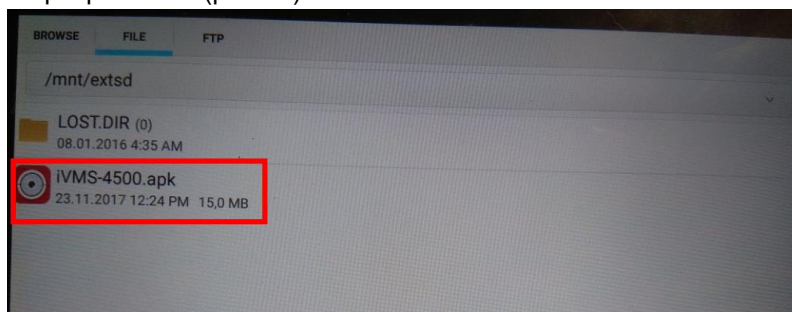 BROWSE FILE FTP
/mnt/extsd
LOST.DIR (0)
08.01.2016 4:35 AM
iVMS-4500.apk
23.11.2017 12:24 PM 15,0 MB